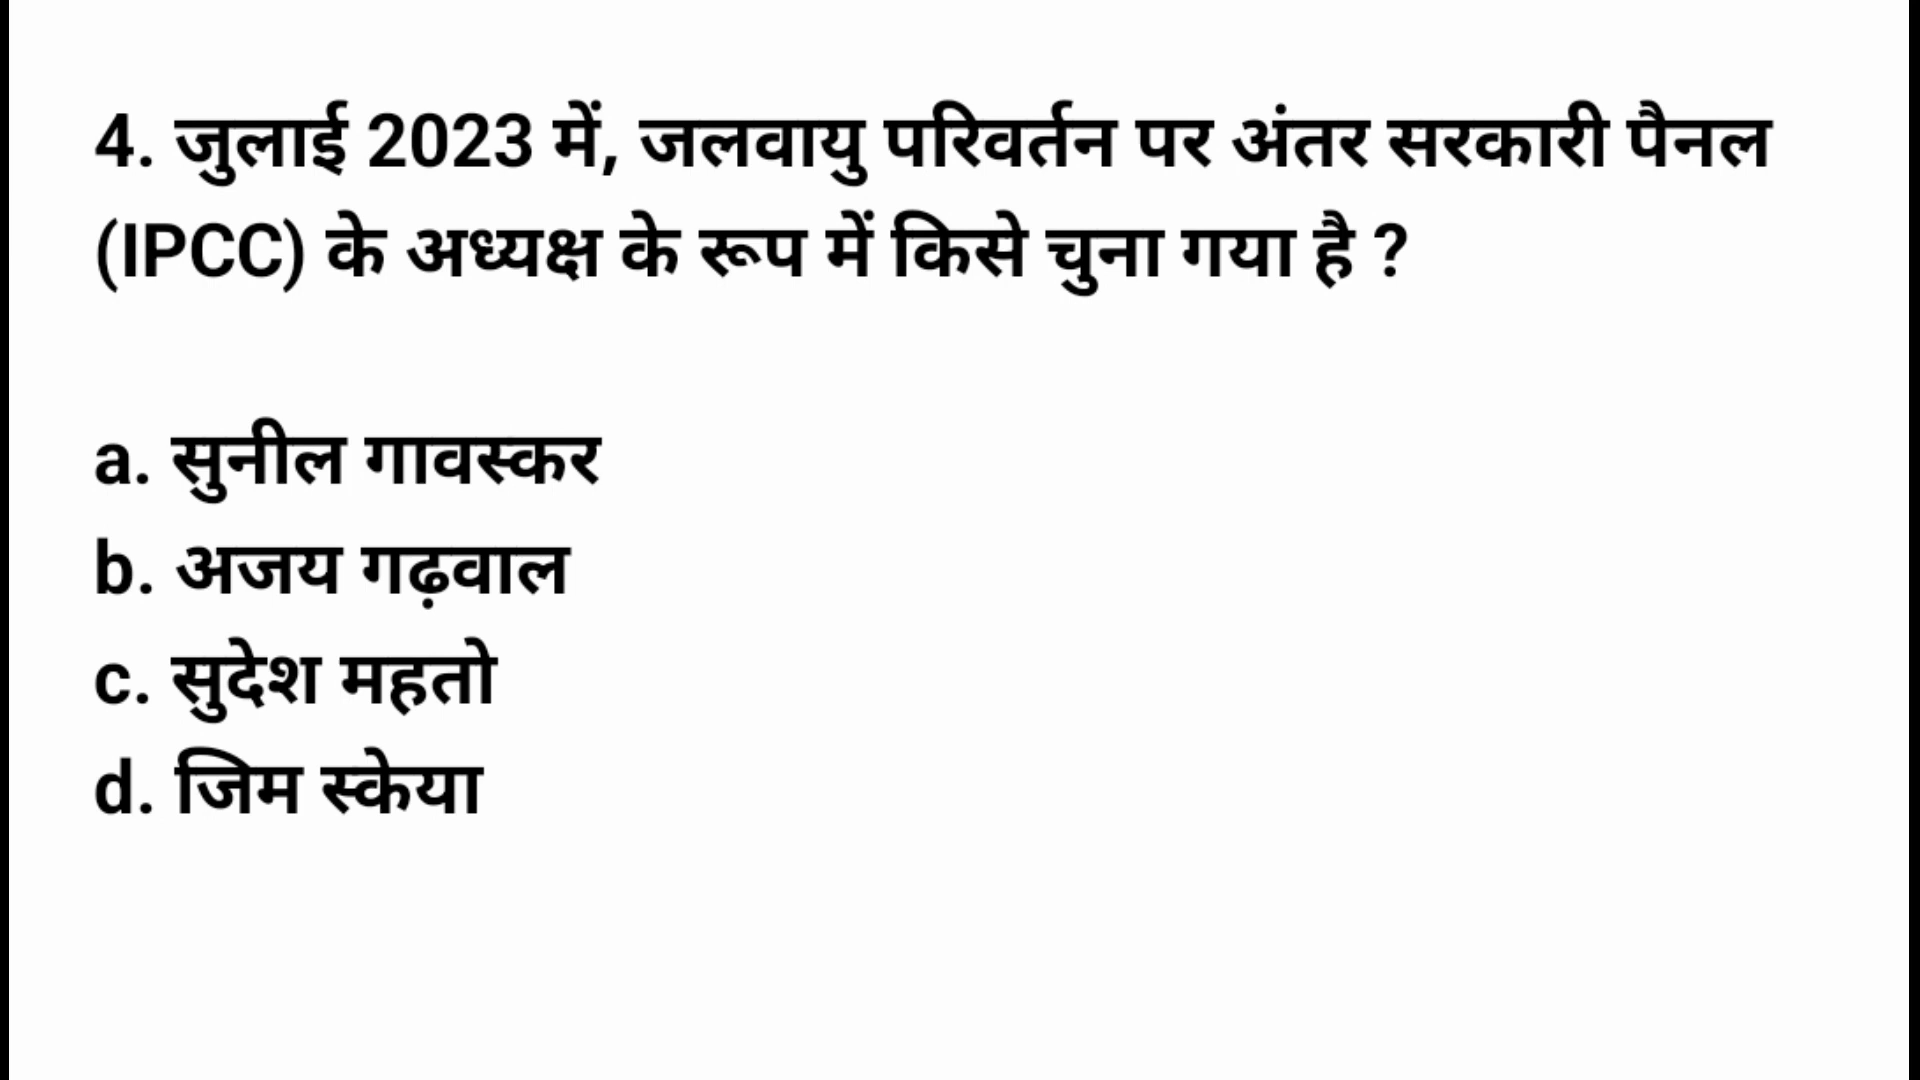 4. जुलाई 2023 में, जलवायु परिवर्तन पर अंतर सरकारी पैनल
(IPCC) के अध्यक्ष के रूप में किसे चुना गया है ?
a. सुनील गावस्कर
b. अजय गढ़वाल
c. सुदेश महतो
d. जिम स्केया